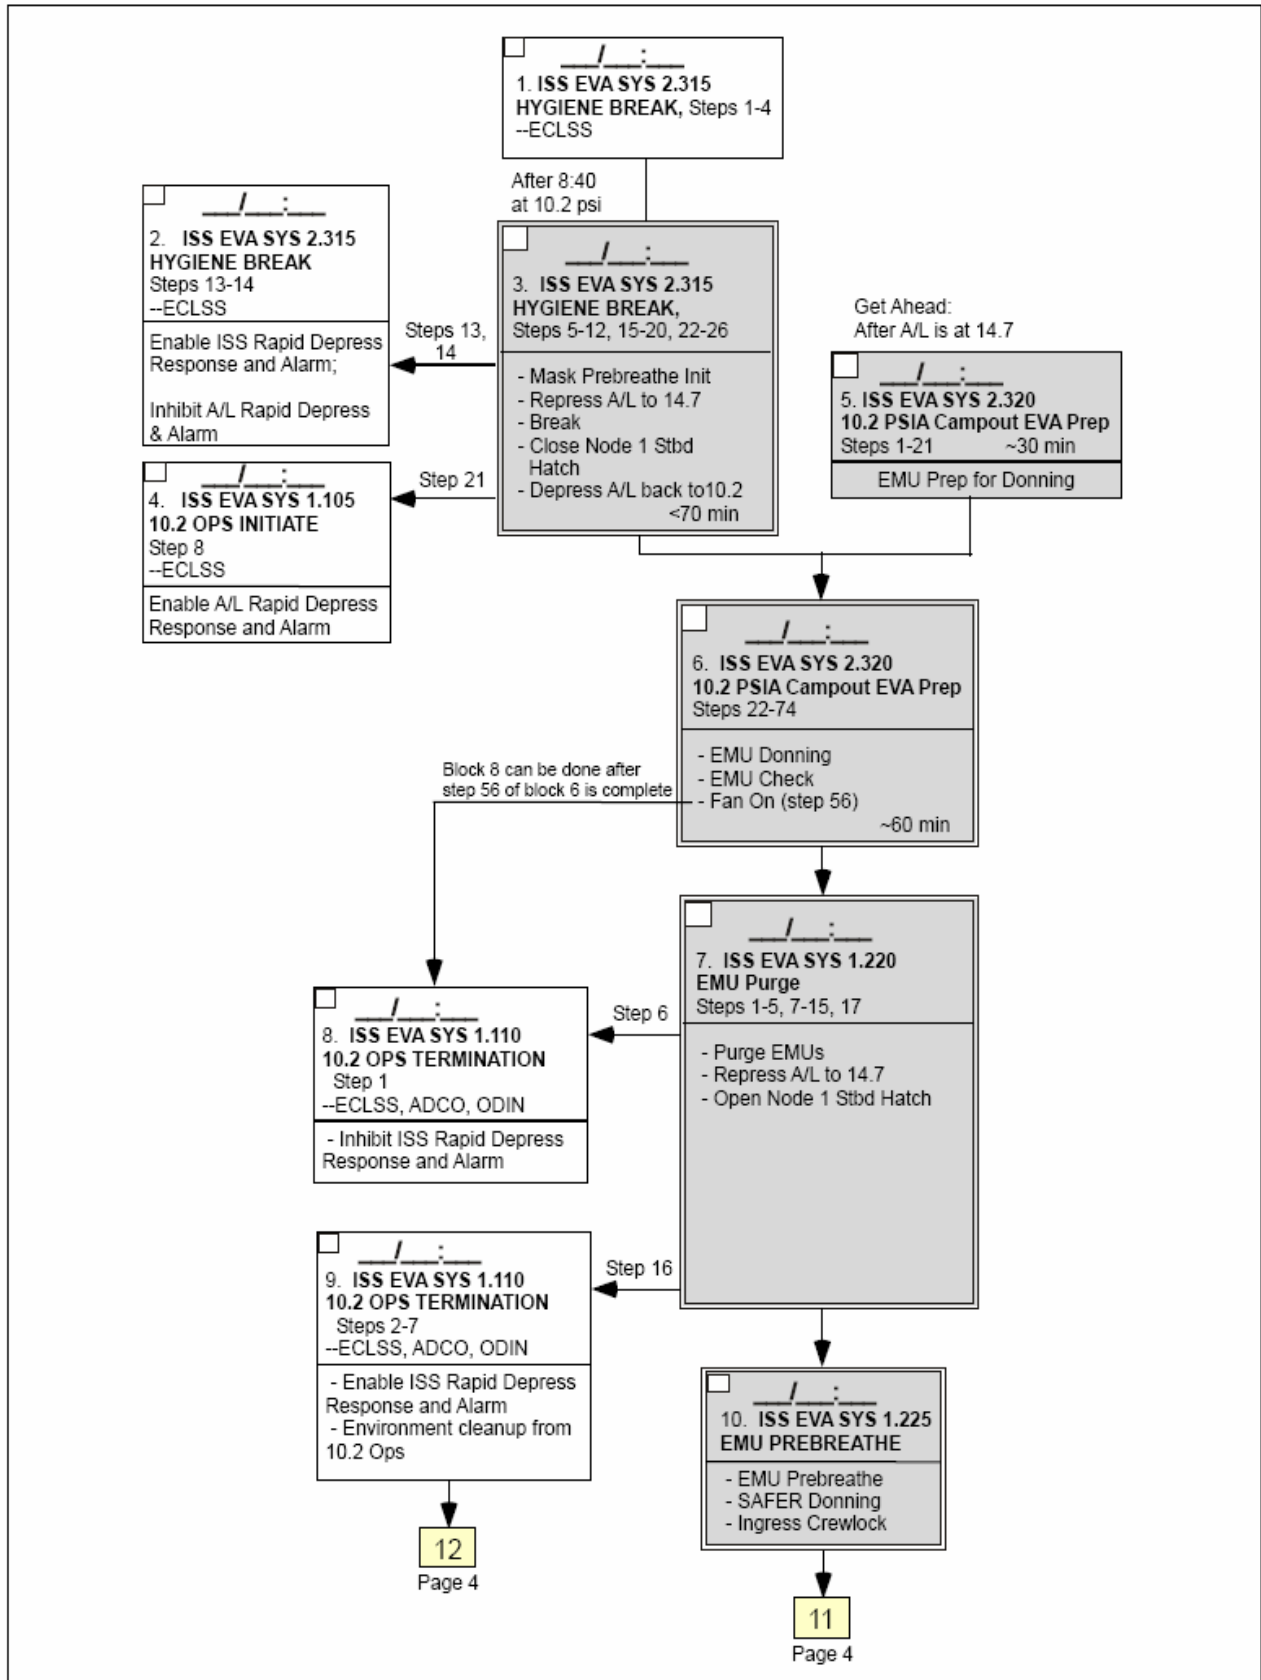 ___/___:___
1. ISS EVA SYS 2.315
HYGIENE BREAK, Steps 1-4
--ECLSS
After 8:40
at 10.2 psi
___/___:___
2. ISS EVA SYS 2.315
HYGIENE BREAK
Steps 13-14
--ECLSS
Enable ISS Rapid Depress
Response and Alarm;
Inhibit A/L Rapid Depress
& Alarm
Steps 13,
14
___/___:___
3. ISS EVA SYS 2.315
HYGIENE BREAK,
Steps 5-12, 15-20, 22-26
- Mask Prebreathe Init
- Repress A/L to 14.7
- Break
- Close Node 1 Stbd
Hatch
- Depress A/L back to10.2
<70 min
Step 21
___/___:___
4. ISS EVA SYS 1.105
10.2 OPS INITIATE
Step 8
--ECLSS
Enable A/L Rapid Depress
Response and Alarm
Get Ahead:
After A/L is at 14.7
___/___:___
5. ISS EVA SYS 2.320
10.2 PSIA Campout EVA Prep
Steps 1-21 ~30 min
EMU Prep for Donning
___/___:___
6. ISS EVA SYS 2.320
10.2 PSIA Campout EVA Prep
Steps 22-74
- EMU Donning
- EMU Check
- Fan On (step 56)
~60 min
Block 8 can be done after
step 56 of block 6 is complete
___/___:___
7. ISS EVA SYS 1.220
EMU Purge
Steps 1-5, 7-15, 17
- Purge EMUs
- Repress A/L to 14.7
- Open Node 1 Stbd Hatch
Step 6
___/___:___
8. ISS EVA SYS 1.110
10.2 OPS TERMINATION
Step 1
--ECLSS, ADCO, ODIN
- Inhibit ISS Rapid Depress
Response and Alarm
Step 16
___/___:___
9. ISS EVA SYS 1.110
10.2 OPS TERMINATION
Steps 2-7
--ECLSS, ADCO, ODIN
- Enable ISS Rapid Depress
Response and Alarm
- Environment cleanup from
10.2 Ops
12
Page 4
___/___:___
10. ISS EVA SYS 1.225
EMU PREBREATHE
- EMU Prebreathe
- SAFER Donning
- Ingress Crewlock
11
Page 4